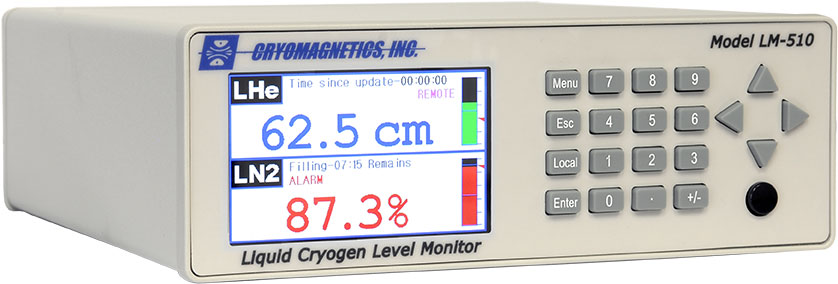 CRYOMAGNETICS, INC.
Model LM-510
LHe
Time since update-00:00:00
REMOTE
62.5 cm
LN2
Filling-07:15 Remains
ALARM
87.3%
Liquid Cryogen Level Monitor
Menu 7 8 9
Esc 4 5 6
Local 1 2 3
Enter 0 . +/-